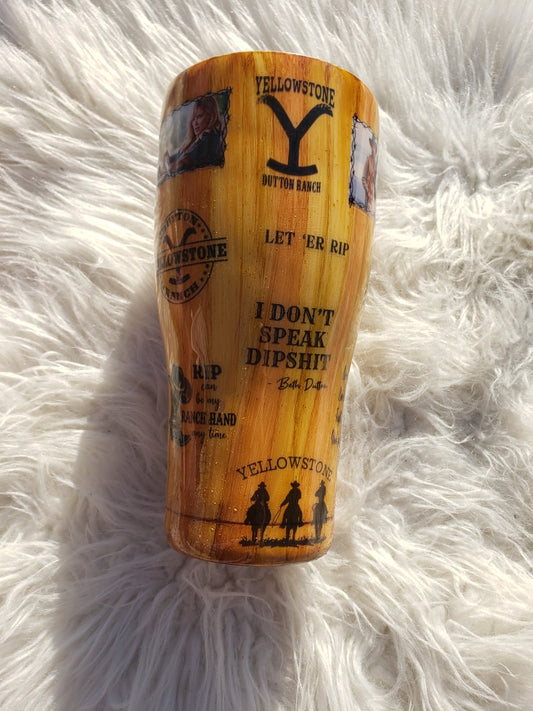 YELLOWSTONE
Y
DUTTON RANCH
LET 'ER RIP
DUTTON
YELLOWSTONE
RANCH
I DON'T
SPEAK
DIPSHIT
- Beth Dutton
RIP
can
be my
RANCH HAND
any time
YELLOWSTONE